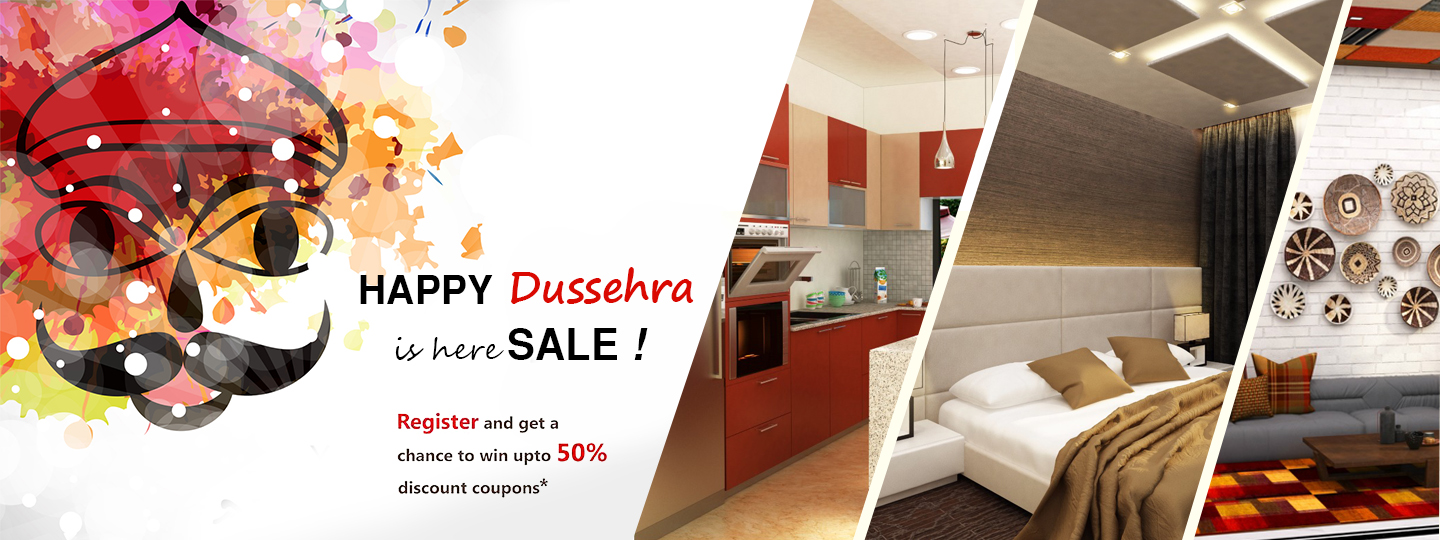 HAPPY Dussehra
is here SALE !
Register and get a
chance to win upto 50%
discount coupons*